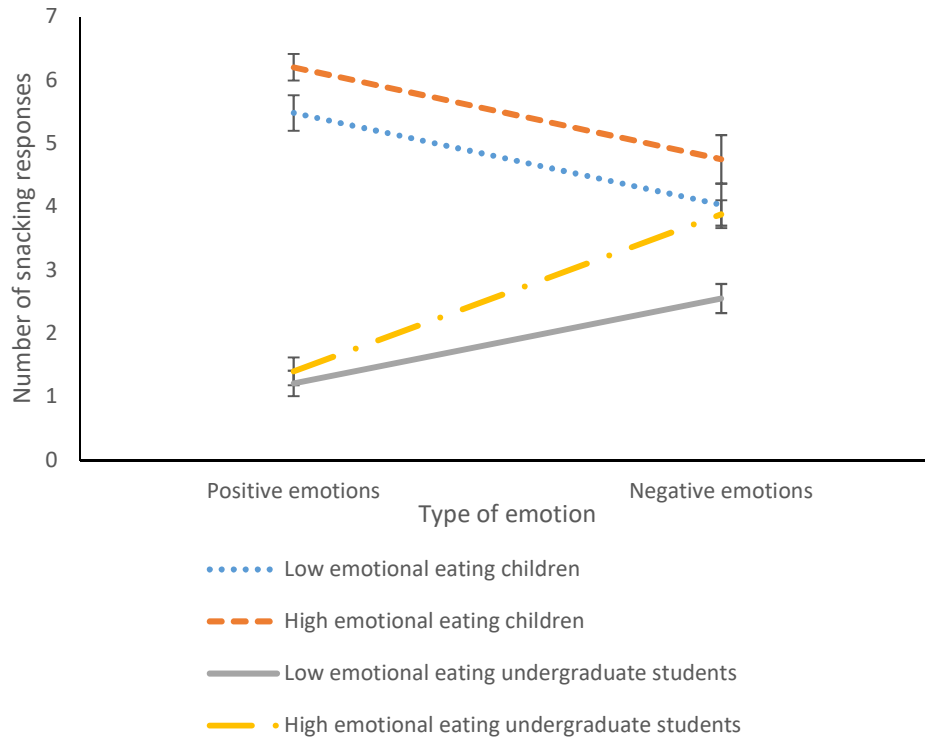 7
6
5
4
3
2
1
0
Number of snacking responses
Positive emotions
Negative emotions
Type of emotion
Low emotional eating children
High emotional eating children
Low emotional eating undergraduate students
High emotional eating undergraduate students